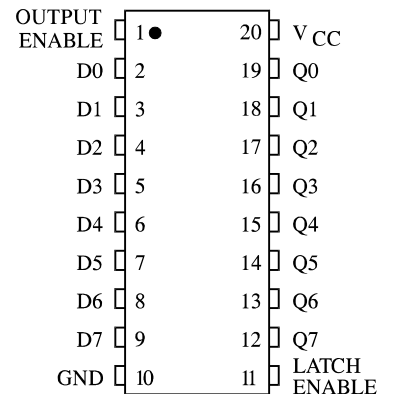 OUTPUT
ENABLE 1 20 V CC
D0 2 19 Q0
D1 3 18 Q1
D2 4 17 Q2
D3 5 16 Q3
D4 6 15 Q4
D5 7 14 Q5
D6 8 13 Q6
D7 9 12 Q7
GND 10 11 LATCH
ENABLE